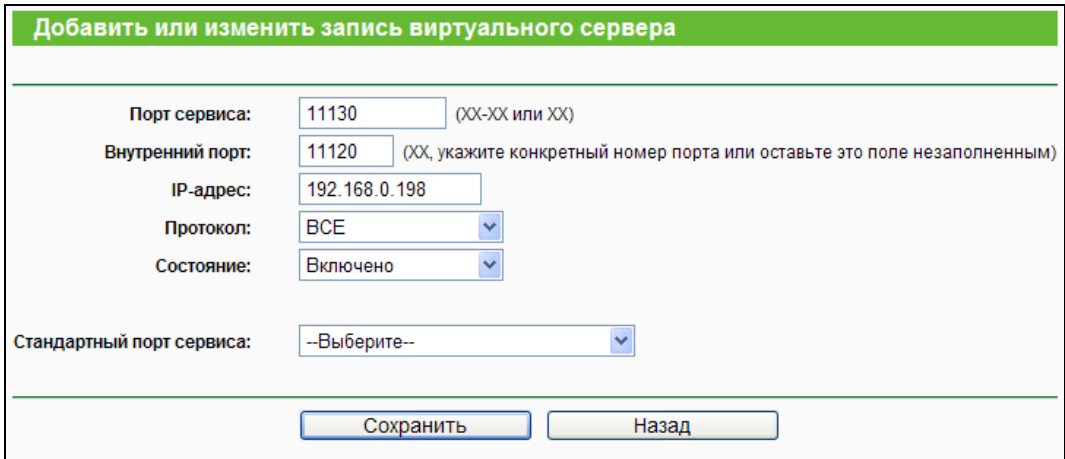 Добавить или изменить запись виртуального сервера
Порт сервиса: 11130 (XX-XX или XX)
Внутренний порт: 11120 (XX, укажите конкретный номер порта или оставьте это поле незаполненным)
IP-адрес: 192.168.0.198
Протокол: ВСЕ
Состояние: Включено
Стандартный порт сервиса: --Выберите--
Сохранить Назад